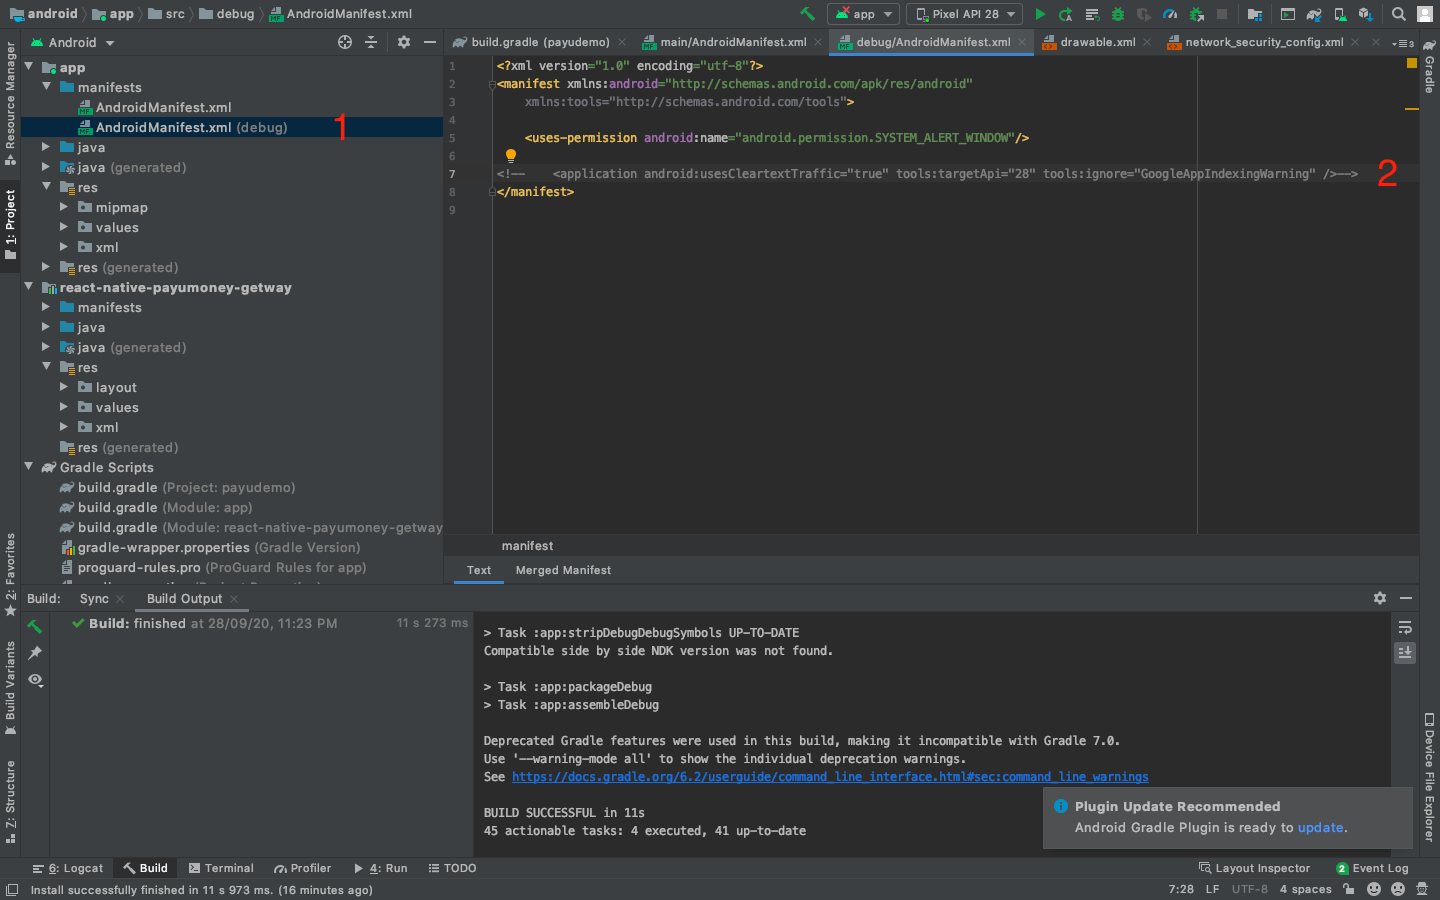 android app src debug AndroidManifest.xml app Pixel API 28
Android
build.gradle (payudemo) main/AndroidManifest.xml debug/AndroidManifest.xml drawable.xml network_security_config.xml
Resource Manager
1: Project
2: Favorites
Build Variants
Z: Structure
app
manifests
AndroidManifest.xml
AndroidManifest.xml (debug) 1
java
java (generated)
res
mipmap
values
xml
res (generated)
react-native-payumoney-getway
manifests
java
java (generated)
res
layout
values
xml
res (generated)
Gradle Scripts
build.gradle (Project: payudemo)
build.gradle (Module: app)
build.gradle (Module: react-native-payumoney-getway
gradle-wrapper.properties (Gradle Version)
proguard-rules.pro (ProGuard Rules for app)
1 <?xml version="1.0" encoding="utf-8"?>
2 <manifest xmlns:android="http://schemas.android.com/apk/res/android"
3 xmlns:tools="http://schemas.android.com/tools">
4
5 <uses-permission android:name="android.permission.SYSTEM_ALERT_WINDOW"/>
6
7 <!-- <application android:usesCleartextTraffic="true" tools:targetApi="28" tools:ignore="GoogleAppIndexingWarning" />--> 2
8 </manifest>
9
manifest
Text Merged Manifest
Gradle
Device File Explorer
Build: Sync Build Output
Build: finished at 28/09/20, 11:23 PM 11 s 273 ms
> Task :app:stripDebugDebugSymbols UP-TO-DATE
Compatible side by side NDK version was not found.
> Task :app:packageDebug
> Task :app:assembleDebug
Deprecated Gradle features were used in this build, making it incompatible with Gradle 7.0.
Use '--warning-mode all' to show the individual deprecation warnings.
See https://docs.gradle.org/6.2/userguide/command_line_interface.html#sec:command_line_warnings
BUILD SUCCESSFUL in 11s
45 actionable tasks: 4 executed, 41 up-to-date
Plugin Update Recommended
Android Gradle Plugin is ready to update.
6: Logcat Build Terminal Profiler 4: Run TODO Layout Inspector 2 Event Log
Install successfully finished in 11 s 973 ms. (16 minutes ago) 7:28 LF UTF-8 4 spaces